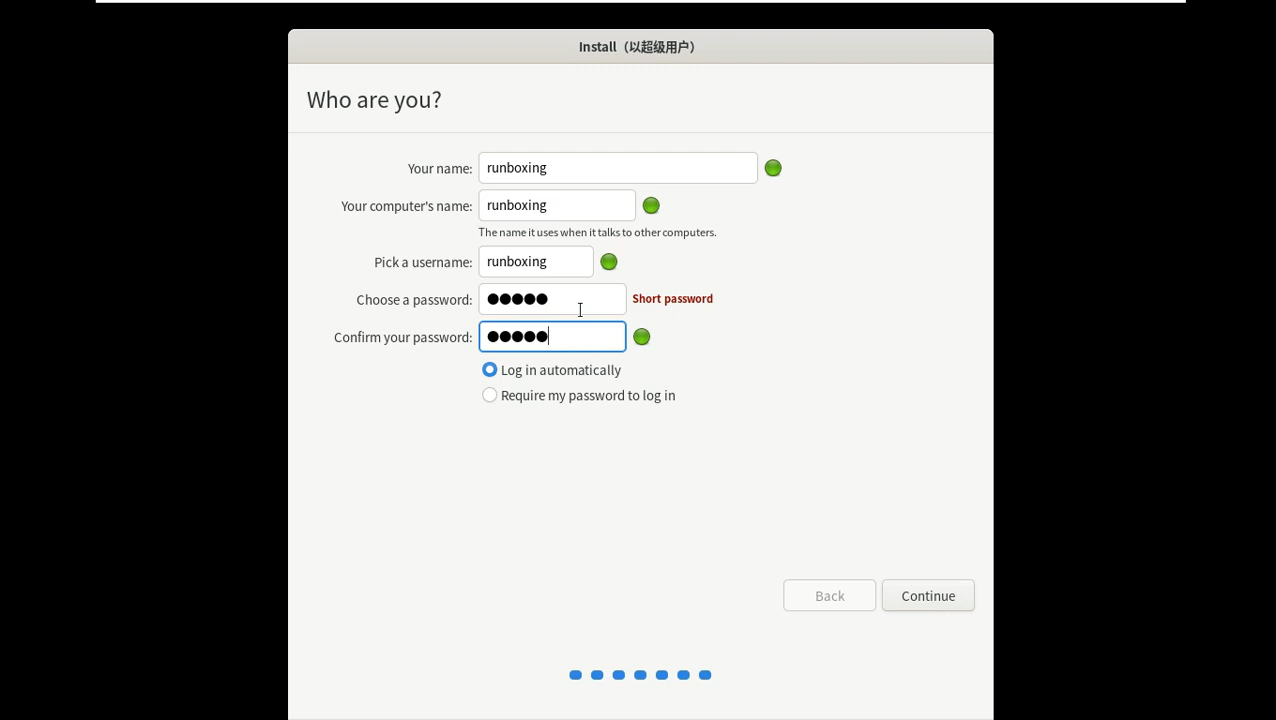 Install（以超级用户）
Who are you?
Your name: runboxing
Your computer's name: runboxing
The name it uses when it talks to other computers.
Pick a username: runboxing
Choose a password: ●●●●● Short password
Confirm your password: ●●●●●
Log in automatically
Require my password to log in
Back Continue